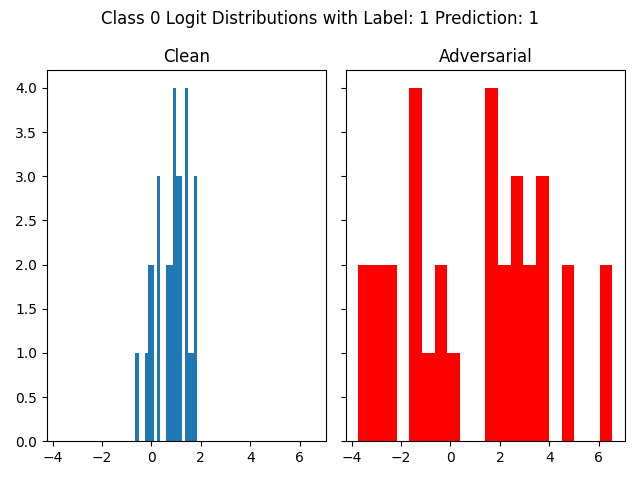 Class 0 Logit Distributions with Label: 1 Prediction: 1
Clean
Adversarial
4.0
3.5
3.0
2.5
2.0
1.5
1.0
0.5
0.0
−4 −2 0 2 4 6
−4 −2 0 2 4 6